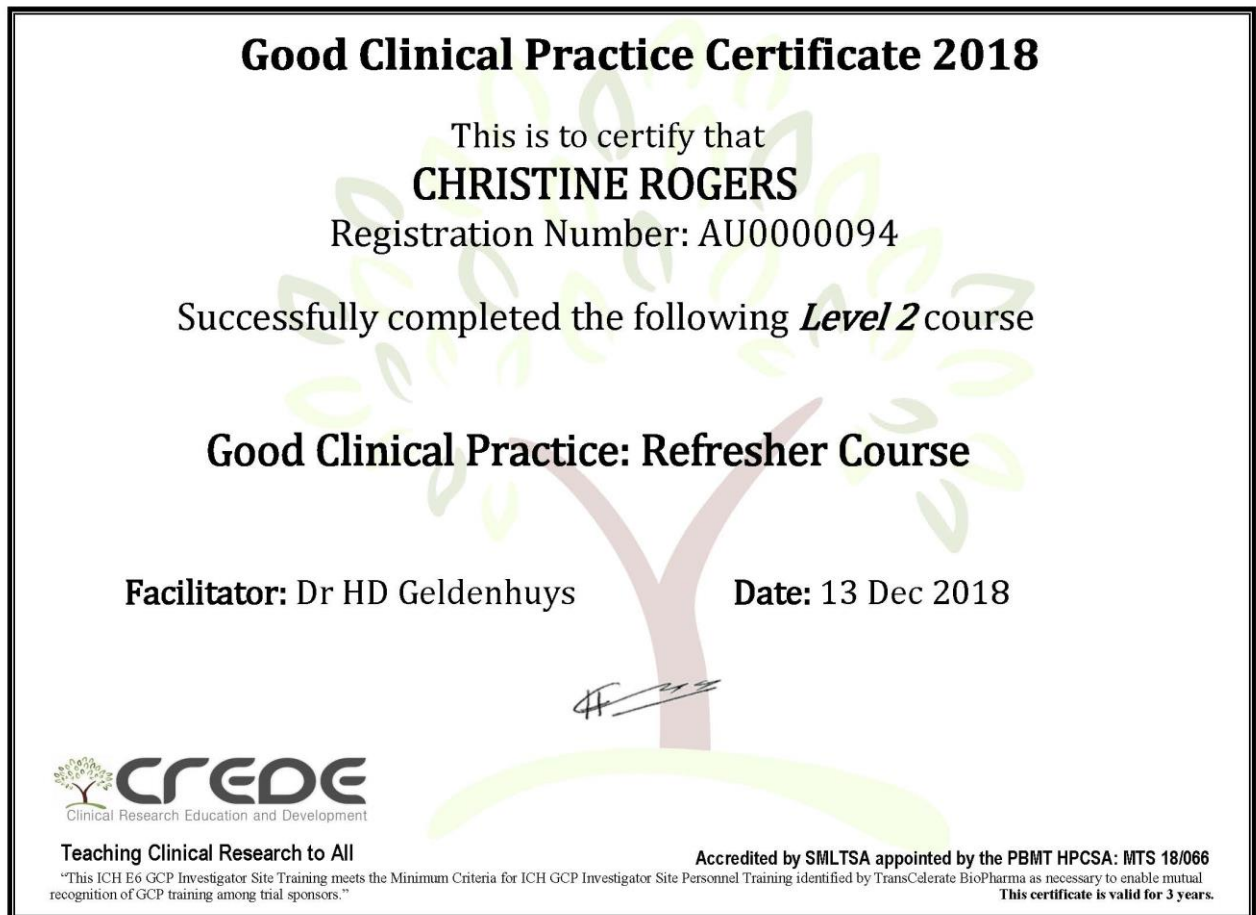 Good Clinical Practice Certificate 2018
This is to certify that
CHRISTINE ROGERS
Registration Number: AU0000094
Successfully completed the following Level 2 course
Good Clinical Practice: Refresher Course
Facilitator: Dr HD Geldenhuys Date: 13 Dec 2018
CREDE
Clinical Research Education and Development
Teaching Clinical Research to All
Accredited by SMLTSA appointed by the PBMT HPCSA: MTS 18/066
“This ICH E6 GCP Investigator Site Training meets the Minimum Criteria for ICH GCP Investigator Site Personnel Training identified by TransCelerate BioPharma as necessary to enable mutual
recognition of GCP training among trial sponsors.”
This certificate is valid for 3 years.